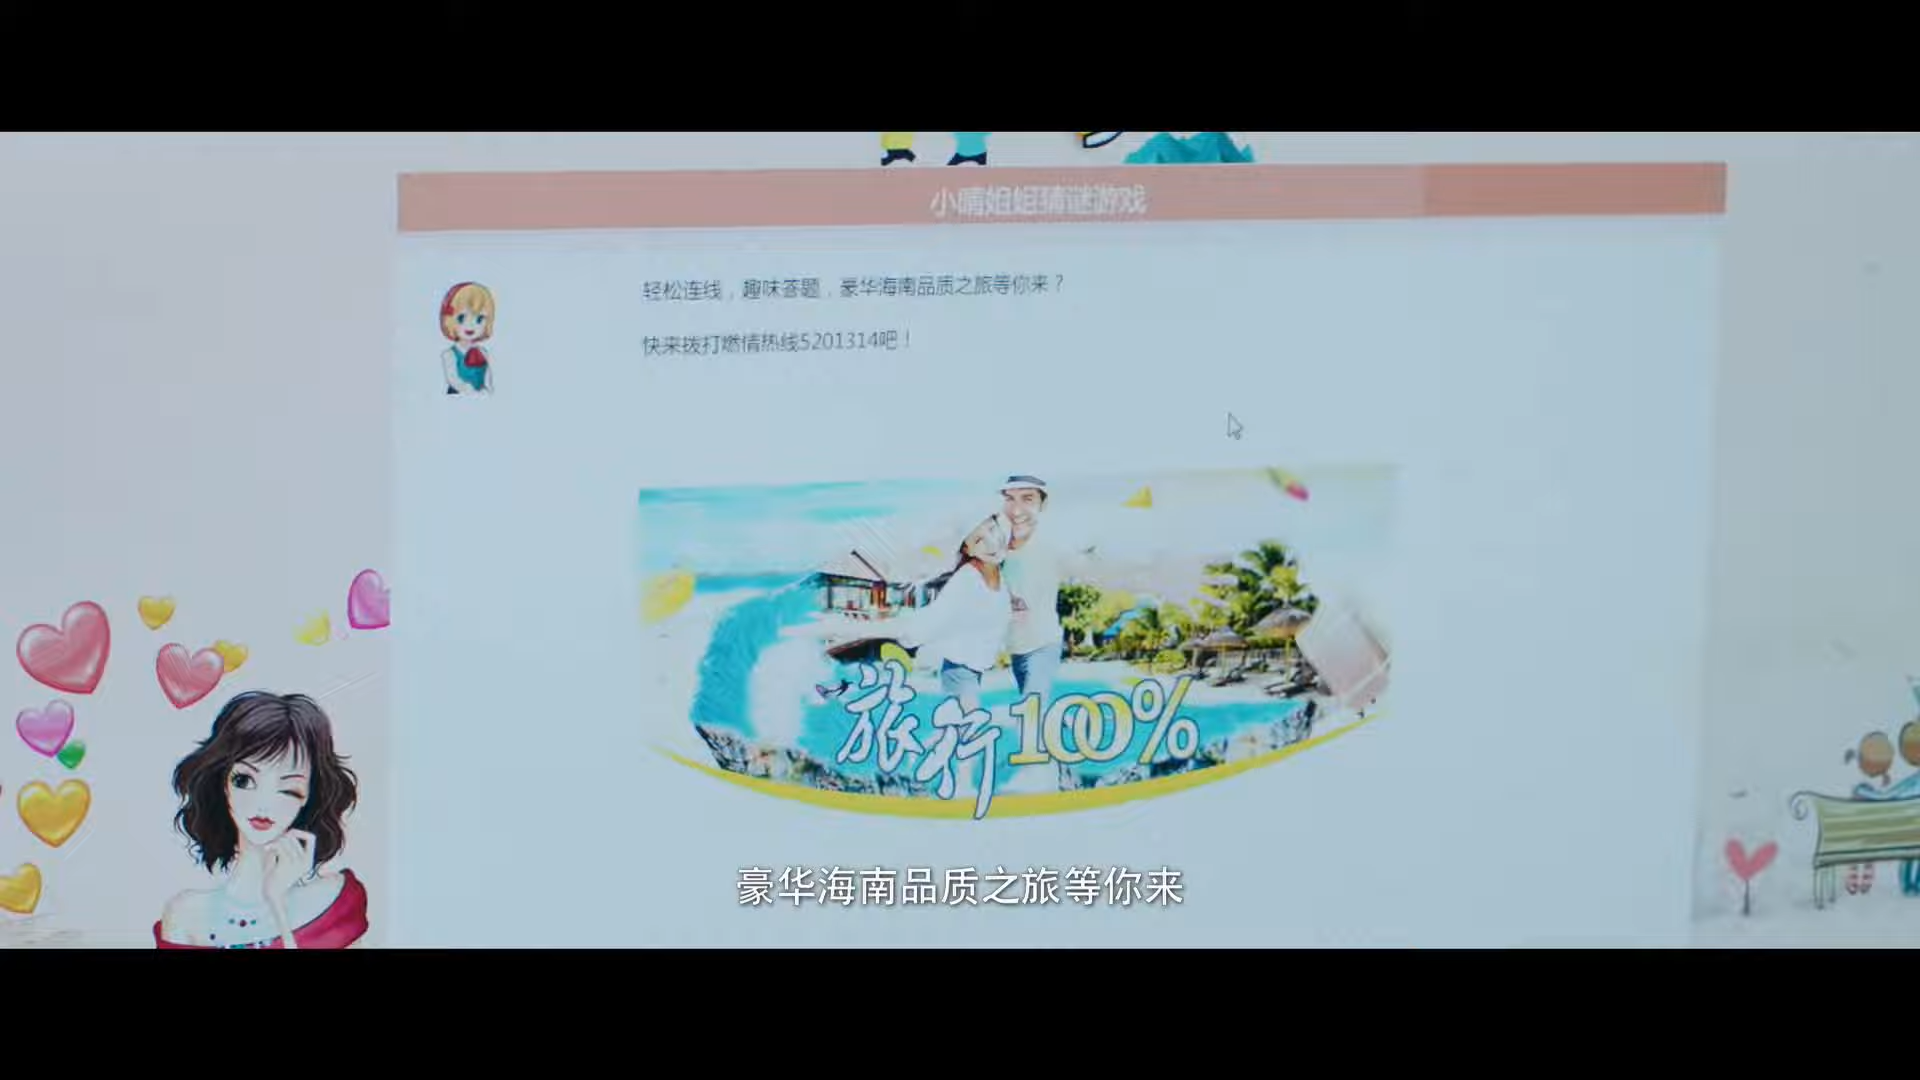 小晴姐姐猜谜游戏
轻松连线，趣味答题，豪华海南品质之旅等你来？
快来拨打燃情热线5201314吧！
旅行100%
豪华海南品质之旅等你来